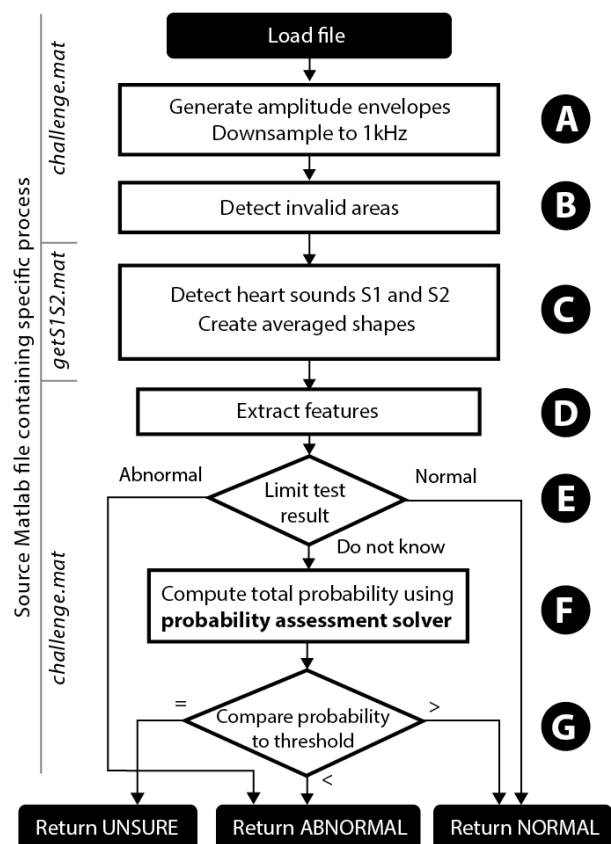 Load file
Generate amplitude envelopes
Downsample to 1kHz
A
Detect invalid areas
B
Detect heart sounds S1 and S2
Create averaged shapes
C
Extract features
D
Abnormal
Normal
Limit test
result
E
Do not know
Compute total probability using
probability assessment solver
F
=
>
Compare probability
to threshold
G
<
Return UNSURE
Return ABNORMAL
Return NORMAL
Source Matlab file containing specific process
challenge.mat
getS1S2.mat
challenge.mat